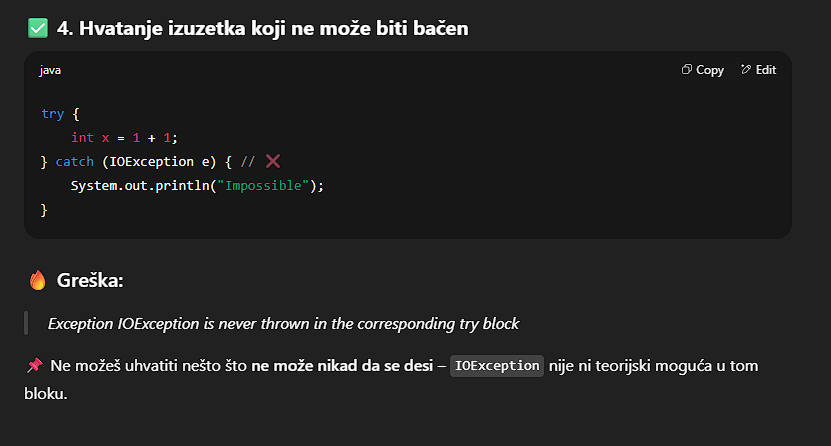 ✅ 4. Hvatanje izuzetka koji ne može biti bačen
java Copy Edit
try {
    int x = 1 + 1;
} catch (IOException e) { // ❌
    System.out.println("Impossible");
}
🔥 Greška:
Exception IOException is never thrown in the corresponding try block
📌 Ne možeš uhvatiti nešto što ne može nikad da se desi – IOException nije ni teorijski moguća u tom
bloku.